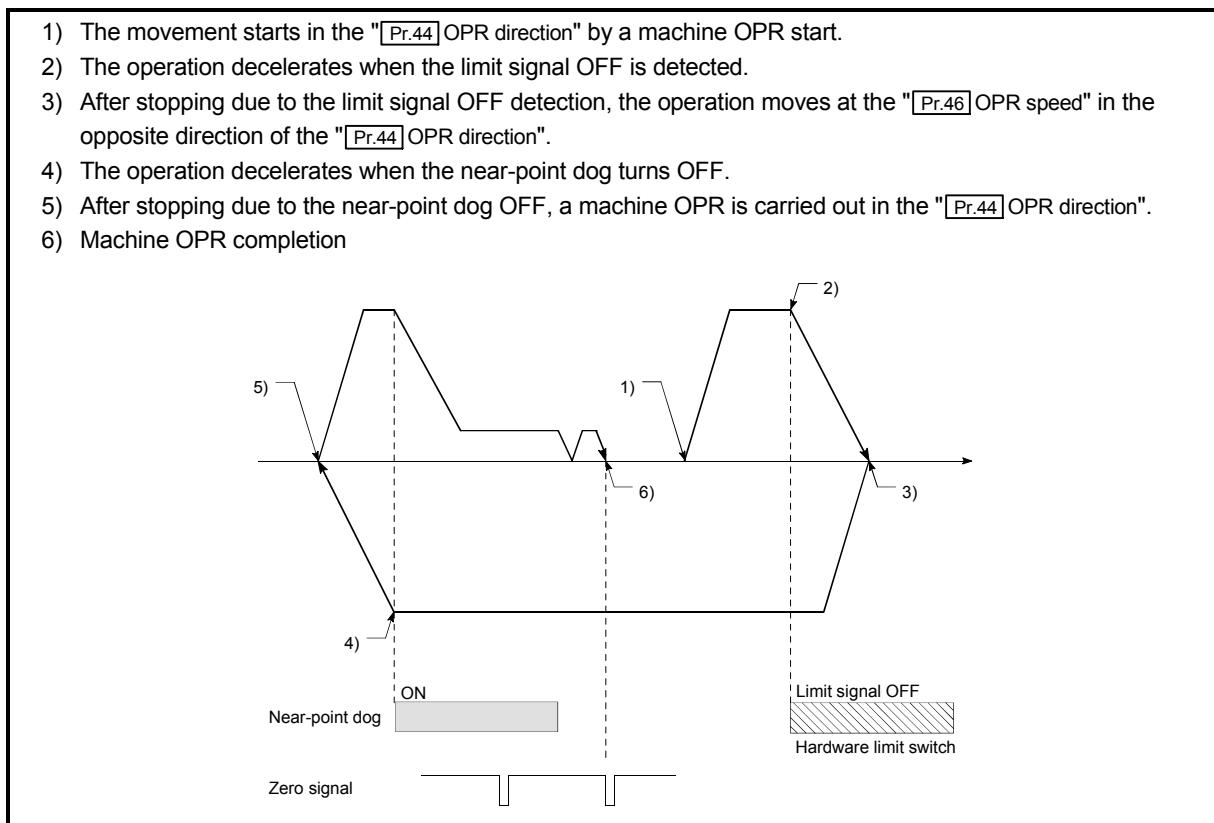 1) The movement starts in the "Pr.44 OPR direction" by a machine OPR start.
2) The operation decelerates when the limit signal OFF is detected.
3) After stopping due to the limit signal OFF detection, the operation moves at the "Pr.46 OPR speed" in the
opposite direction of the "Pr.44 OPR direction".
4) The operation decelerates when the near-point dog turns OFF.
5) After stopping due to the near-point dog OFF, a machine OPR is carried out in the "Pr.44 OPR direction".
6) Machine OPR completion
2)
5)
1)
6)
3)
4)
ON
Limit signal OFF
Near-point dog
Hardware limit switch
Zero signal